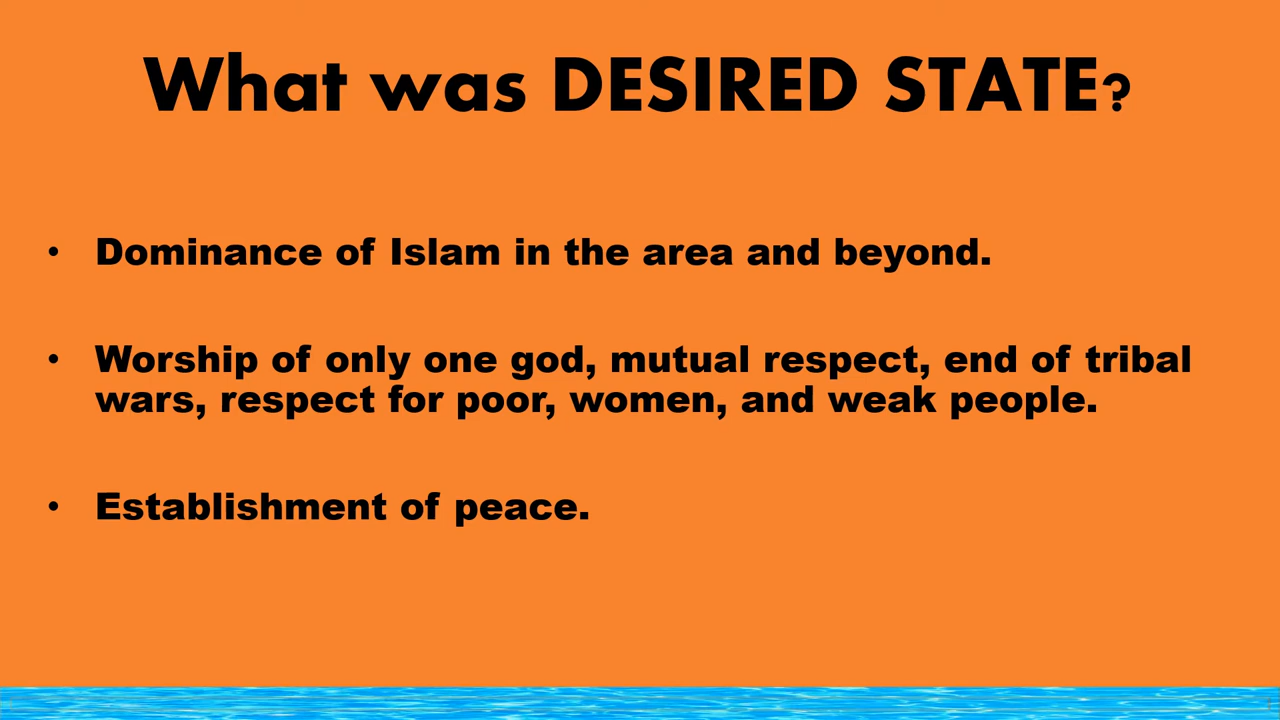 What was DESIRED STATE?
• Dominance of Islam in the area and beyond.
• Worship of only one god, mutual respect, end of tribal
wars, respect for poor, women, and weak people.
• Establishment of peace.